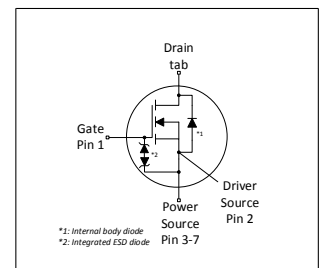 Drain
tab
*1
Gate
Pin 1
*2
Driver
Source
Pin 2
Power
Source
Pin 3-7
*1: Internal body diode
*2: Integrated ESD diode